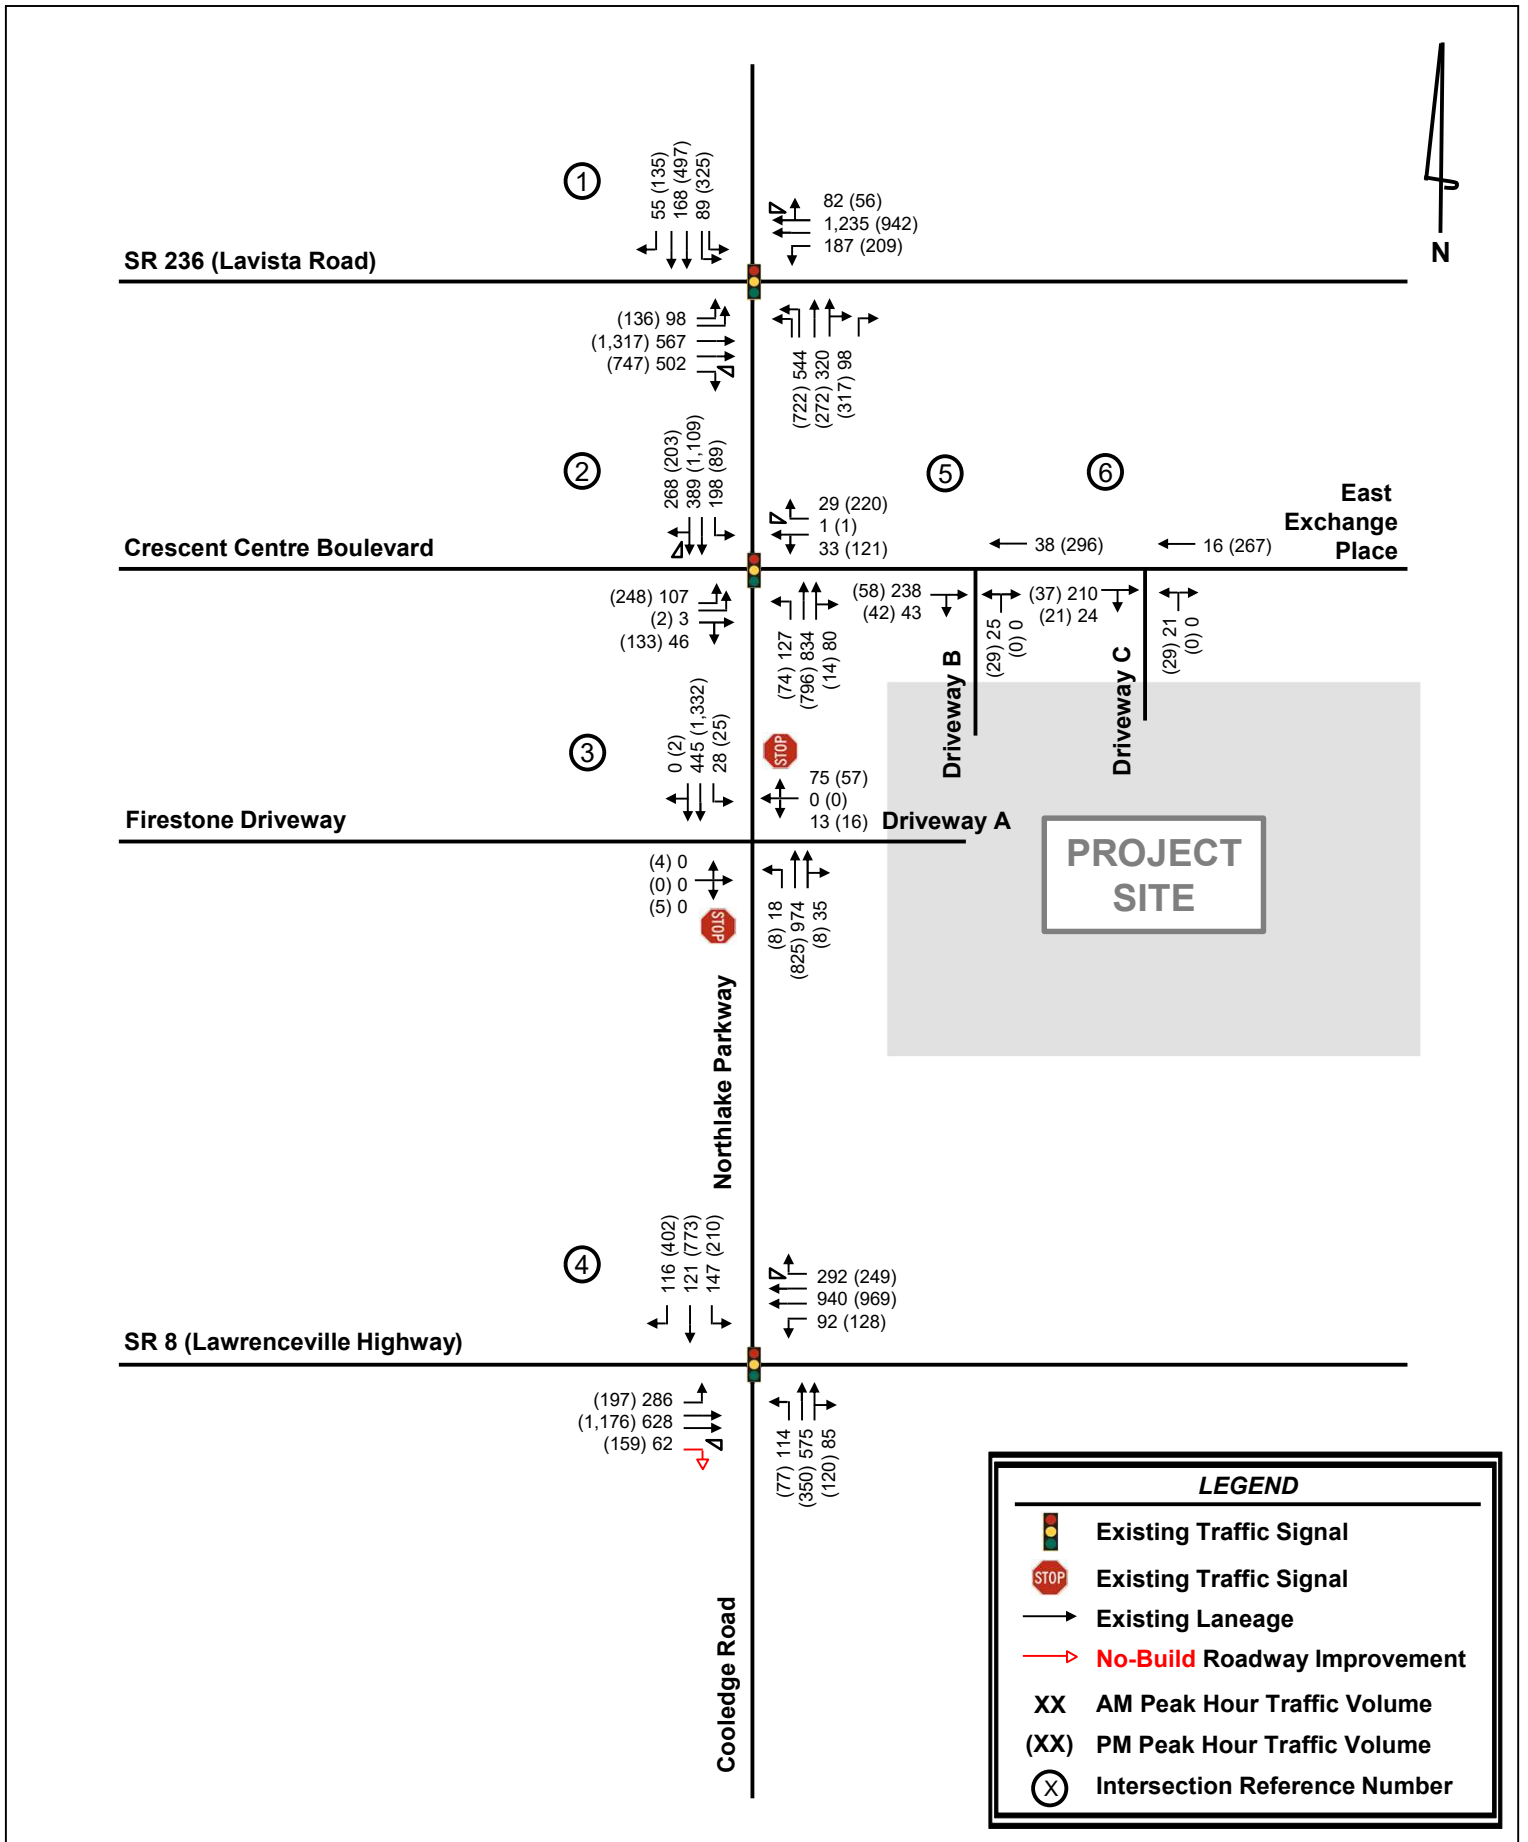 1
55 (135)
168 (497)
89 (325)
82 (56)
1,235 (942)
187 (209)
N
SR 236 (Lavista Road)
(136) 98
(1,317) 567
(747) 502
(722) 544
(272) 320
(317) 98
2
268 (203)
389 (1,109)
198 (89)
29 (220)
1 (1)
33 (121)
5
6
East
Exchange
Place
Crescent Centre Boulevard
38 (296)
16 (267)
(248) 107
(2) 3
(133) 46
(74) 127
(796) 834
(14) 80
(58) 238
(42) 43
(29) 25
(0) 0
(37) 210
(21) 24
(29) 21
(0) 0
Driveway B
Driveway C
3
0 (2)
445 (1,332)
28 (25)
STOP
75 (57)
0 (0)
13 (16)
Firestone Driveway
Driveway A
PROJECT
SITE
(4) 0
(0) 0
(5) 0
STOP
(8) 18
(825) 974
(8) 35
Northlake Parkway
4
116 (402)
121 (773)
147 (210)
292 (249)
940 (969)
92 (128)
SR 8 (Lawrenceville Highway)
(197) 286
(1,176) 628
(159) 62
(77) 114
(350) 575
(120) 85
Cooledge Road
LEGEND
Existing Traffic Signal
STOP Existing Traffic Signal
Existing Laneage
No-Build Roadway Improvement
XX AM Peak Hour Traffic Volume
(XX) PM Peak Hour Traffic Volume
X Intersection Reference Number